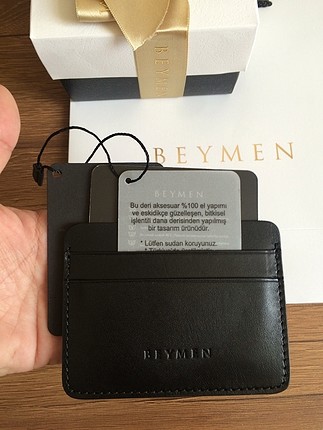 BEYMEN
BEYMEN
Bu deri aksesuar %100 el yapımı
ve eskidikçe güzelleşen, bitkisel
işlentili dana derisinden yapılmış
bir tasarım ürünüdür.
* Lütfen sudan koruyunuz.
BEYMEN